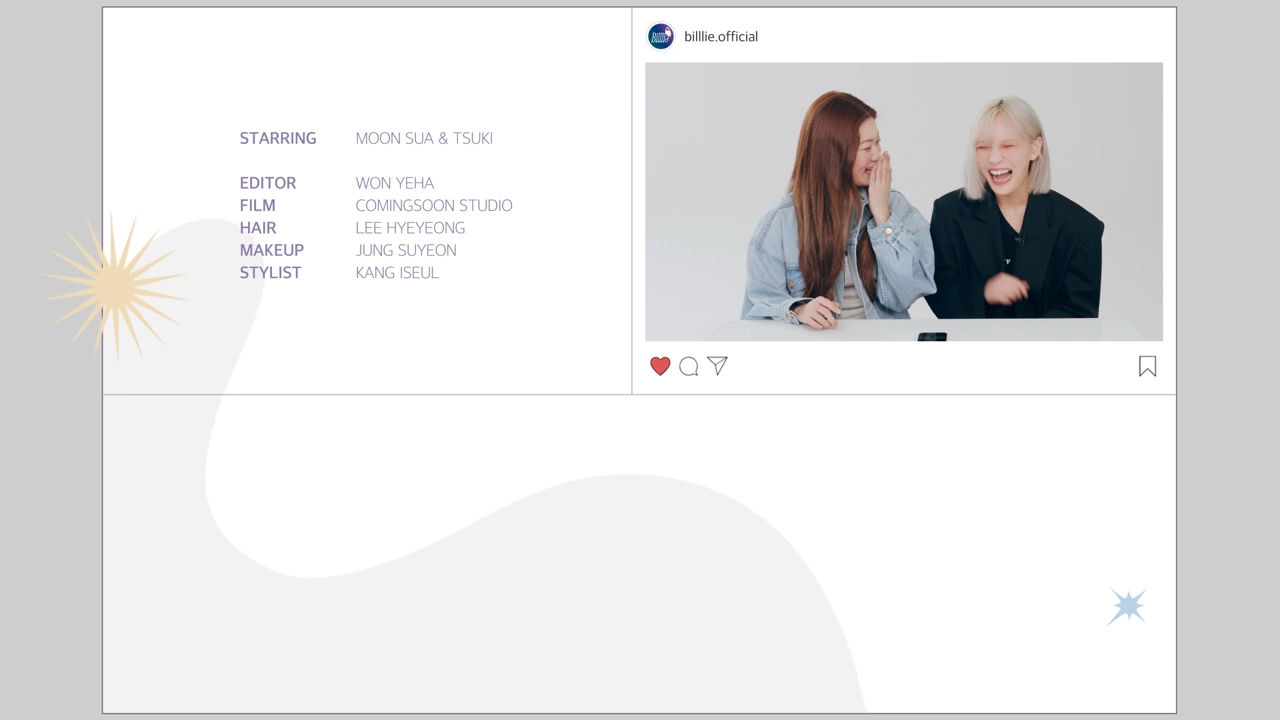 STARRING MOON SUA & TSUKI
EDITOR WON YEHA
FILM COMINGSOON STUDIO
HAIR LEE HYEYEONG
MAKEUP JUNG SUYEON
STYLIST KANG ISEUL
billlie.official